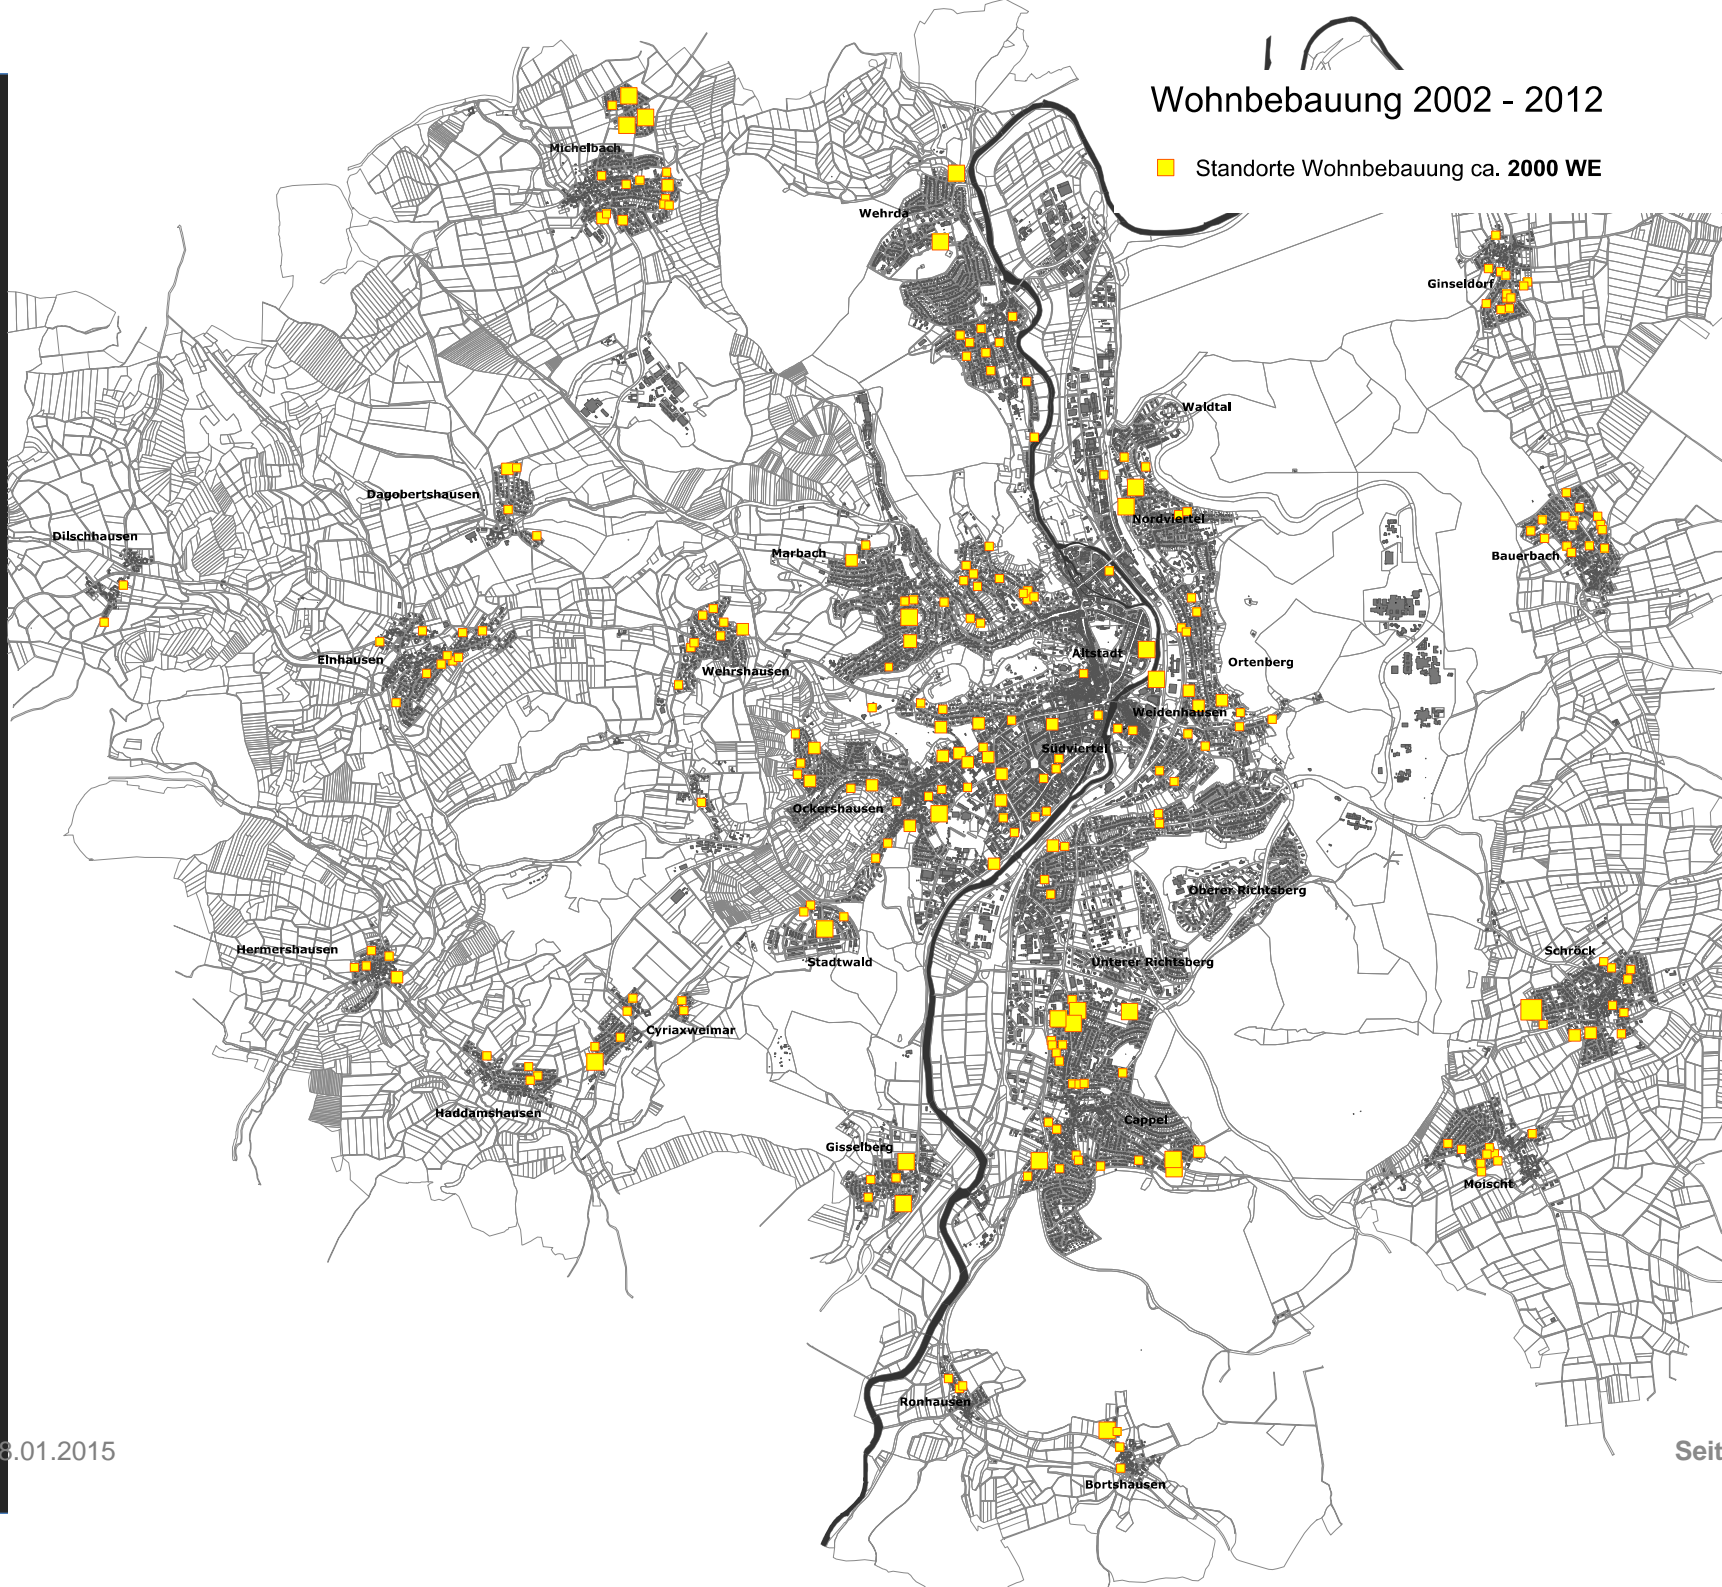 Wohnbebauung 2002 - 2012
Standorte Wohnbebauung ca. 2000 WE
Michelbach
Wehrda
Ginseldorf
Waldtal
Dagobertshausen
Nordviertel
Dilschhausen
Marbach
Bauerbach
Elnhausen
Wehrshausen
Altstadt
Ortenberg
Weidenhausen
Südviertel
Ockershausen
Oberer Richtsberg
Hermershausen
Stadtwald
Unterer Richtsberg
Schröck
Cyriaxweimar
Haddamshausen
Cappel
Gisselberg
Moischt
Ronhausen
8.01.2015
Seit
Bortshausen